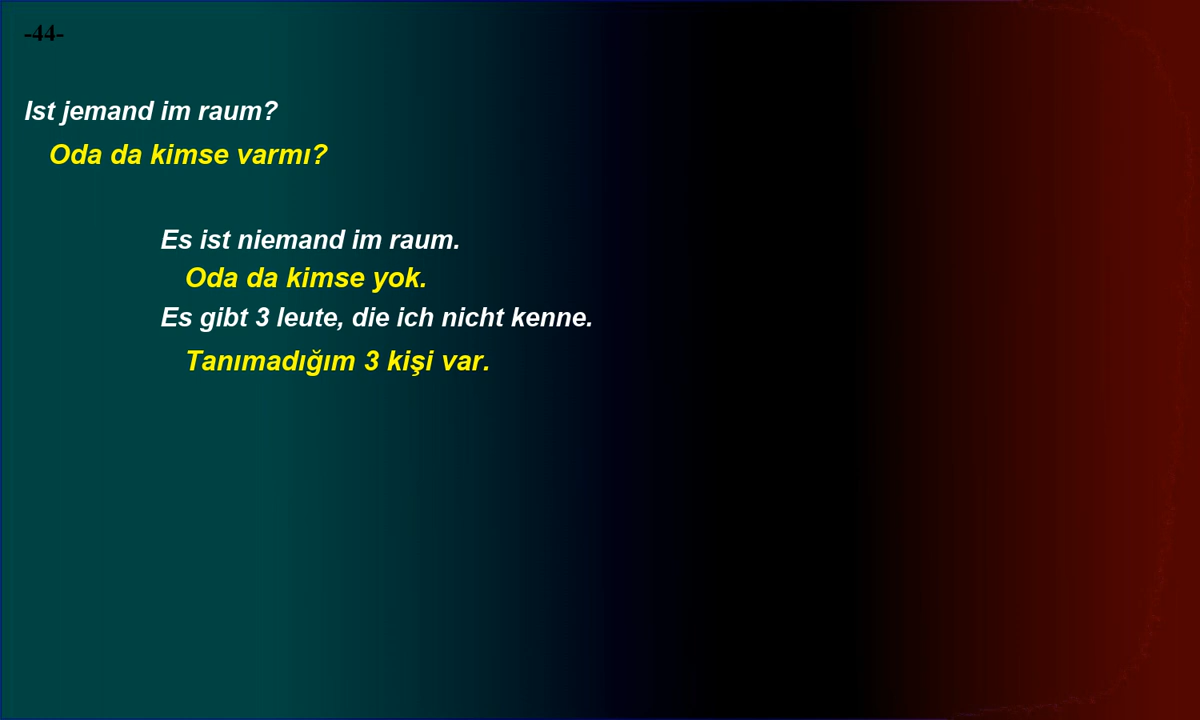 -44-
Ist jemand im raum?
Oda da kimse varmı?
Es ist niemand im raum.
Oda da kimse yok.
Es gibt 3 leute, die ich nicht kenne.
Tanımadığım 3 kişi var.